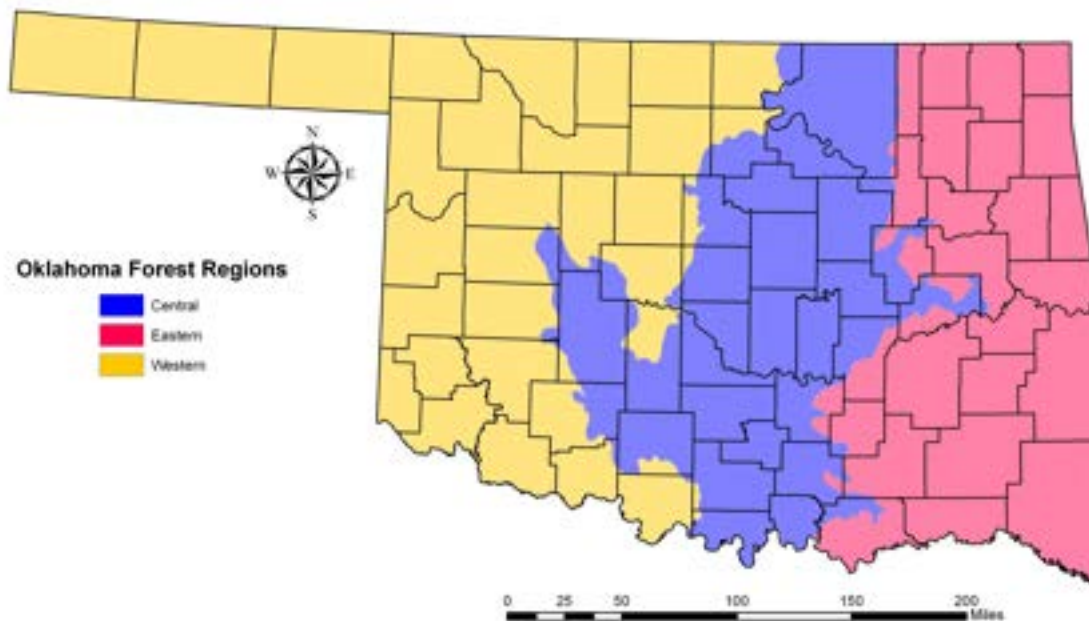 N
W E
S
Oklahoma Forest Regions
Central
Eastern
Western
0 25 50 100 150 200
Miles